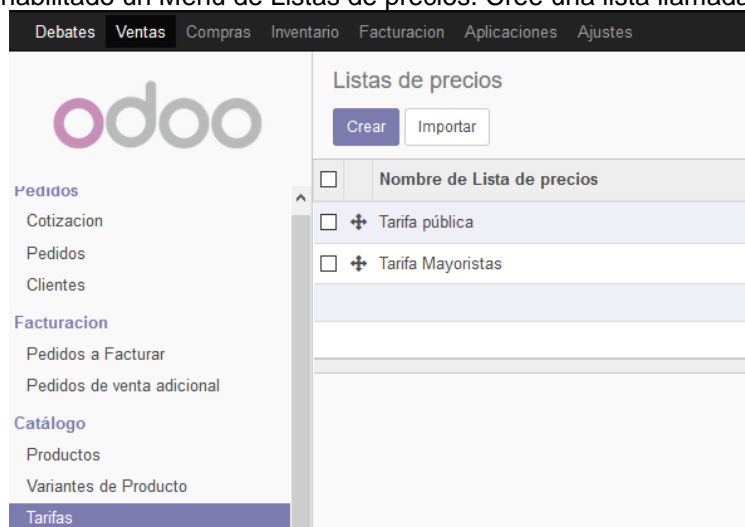 habilitado un Menú de Listas de precios. Cree una lista llamada
Debates Ventas Compras Inventario Facturacion Aplicaciones Ajustes
odoo
Pedidos
Cotizacion
Pedidos
Clientes
Facturacion
Pedidos a Facturar
Pedidos de venta adicional
Catálogo
Productos
Variantes de Producto
Tarifas
Listas de precios
Crear Importar
Nombre de Lista de precios
Tarifa pública
Tarifa Mayoristas